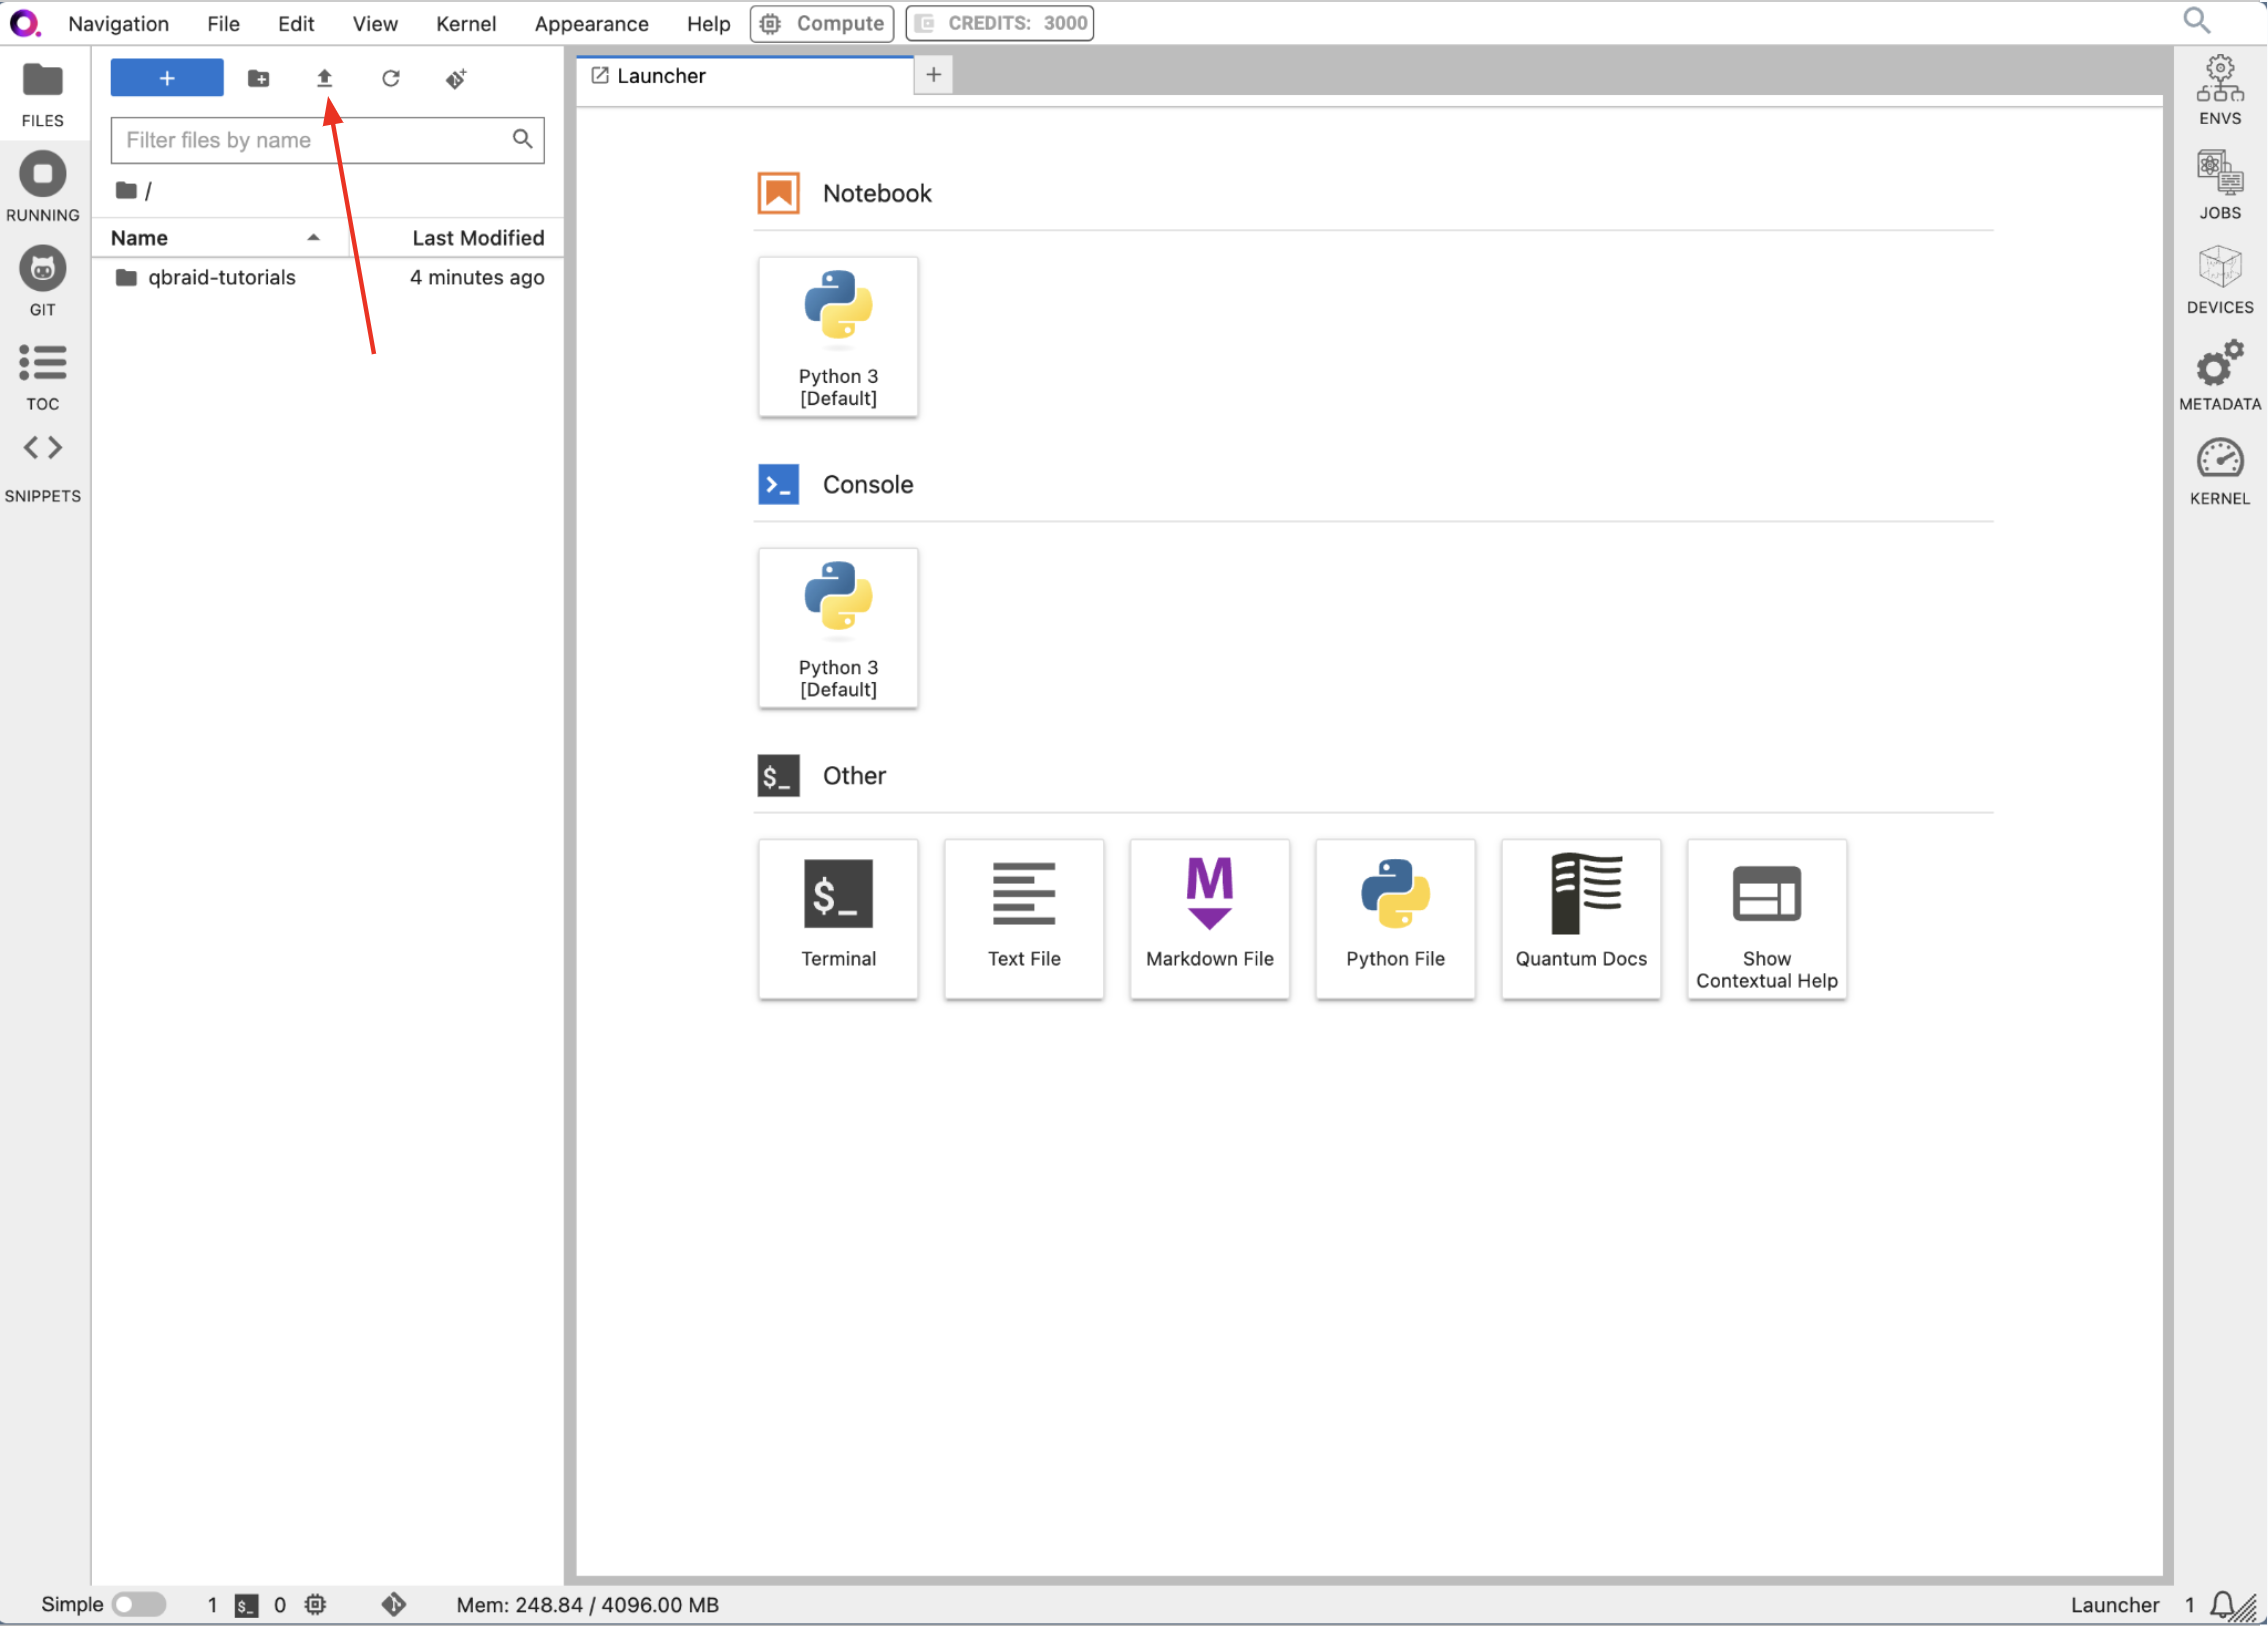 Navigation File Edit View Kernel Appearance Help Compute CREDITS: 3000
FILES
RUNNING
GIT
TOC
SNIPPETS
+
Filter files by name
/
Name Last Modified
qbraid-tutorials 4 minutes ago
Launcher +
Notebook
Python 3
[Default]
>_ Console
Python 3
[Default]
$_ Other
$_
Terminal
Text File
M
Markdown File
Python File
Quantum Docs
Show
Contextual Help
ENVS
JOBS
DEVICES
METADATA
KERNEL
Simple 1 $_ 0 Mem: 248.84 / 4096.00 MB Launcher 1